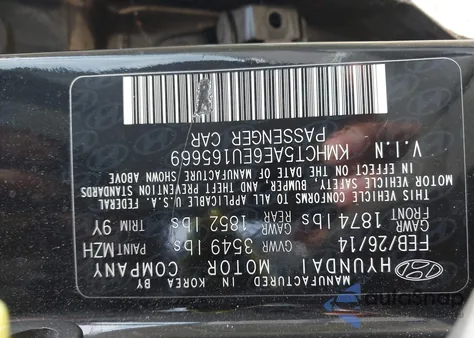 MANUFACTURED IN KOREA BY
HYUNDAI MOTOR COMPANY
FEB/26/14 GVWR 3549 lbs PAINT MZH
GAWR FRONT 1874 lbs GAWR REAR 1852 lbs TRIM 9Y
THIS VEHICLE CONFORMS TO ALL APPLICABLE U.S.A. FEDERAL
MOTOR VEHICLE SAFETY, BUMPER, AND THEFT PREVENTION STANDARDS
IN EFFECT ON THE DATE OF MANUFACTURE SHOWN ABOVE
V.I.N KMHCT5AE6EU165669
PASSENGER CAR
AutoSnap